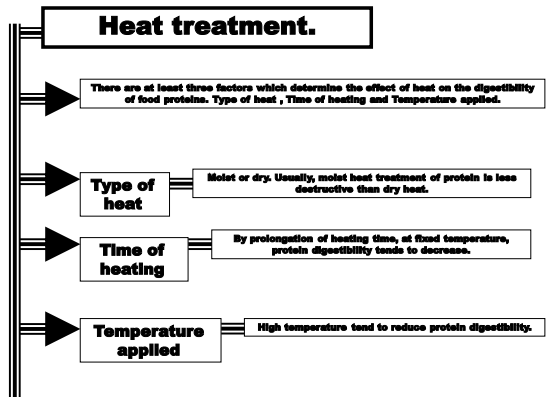 Heat treatment.
There are at least three factors which determine the effect of heat on the digestibility
of food proteins. Type of heat , Time of heating and Temperature applied.
Type of
heat
Moist or dry. Usually, moist heat treatment of protein is less
destructive than dry heat.
Time of
heating
By prolongation of heating time, at fixed temperature,
protein digestibility tends to decrease.
Temperature
applied
High temperature tend to reduce protein digestibility.